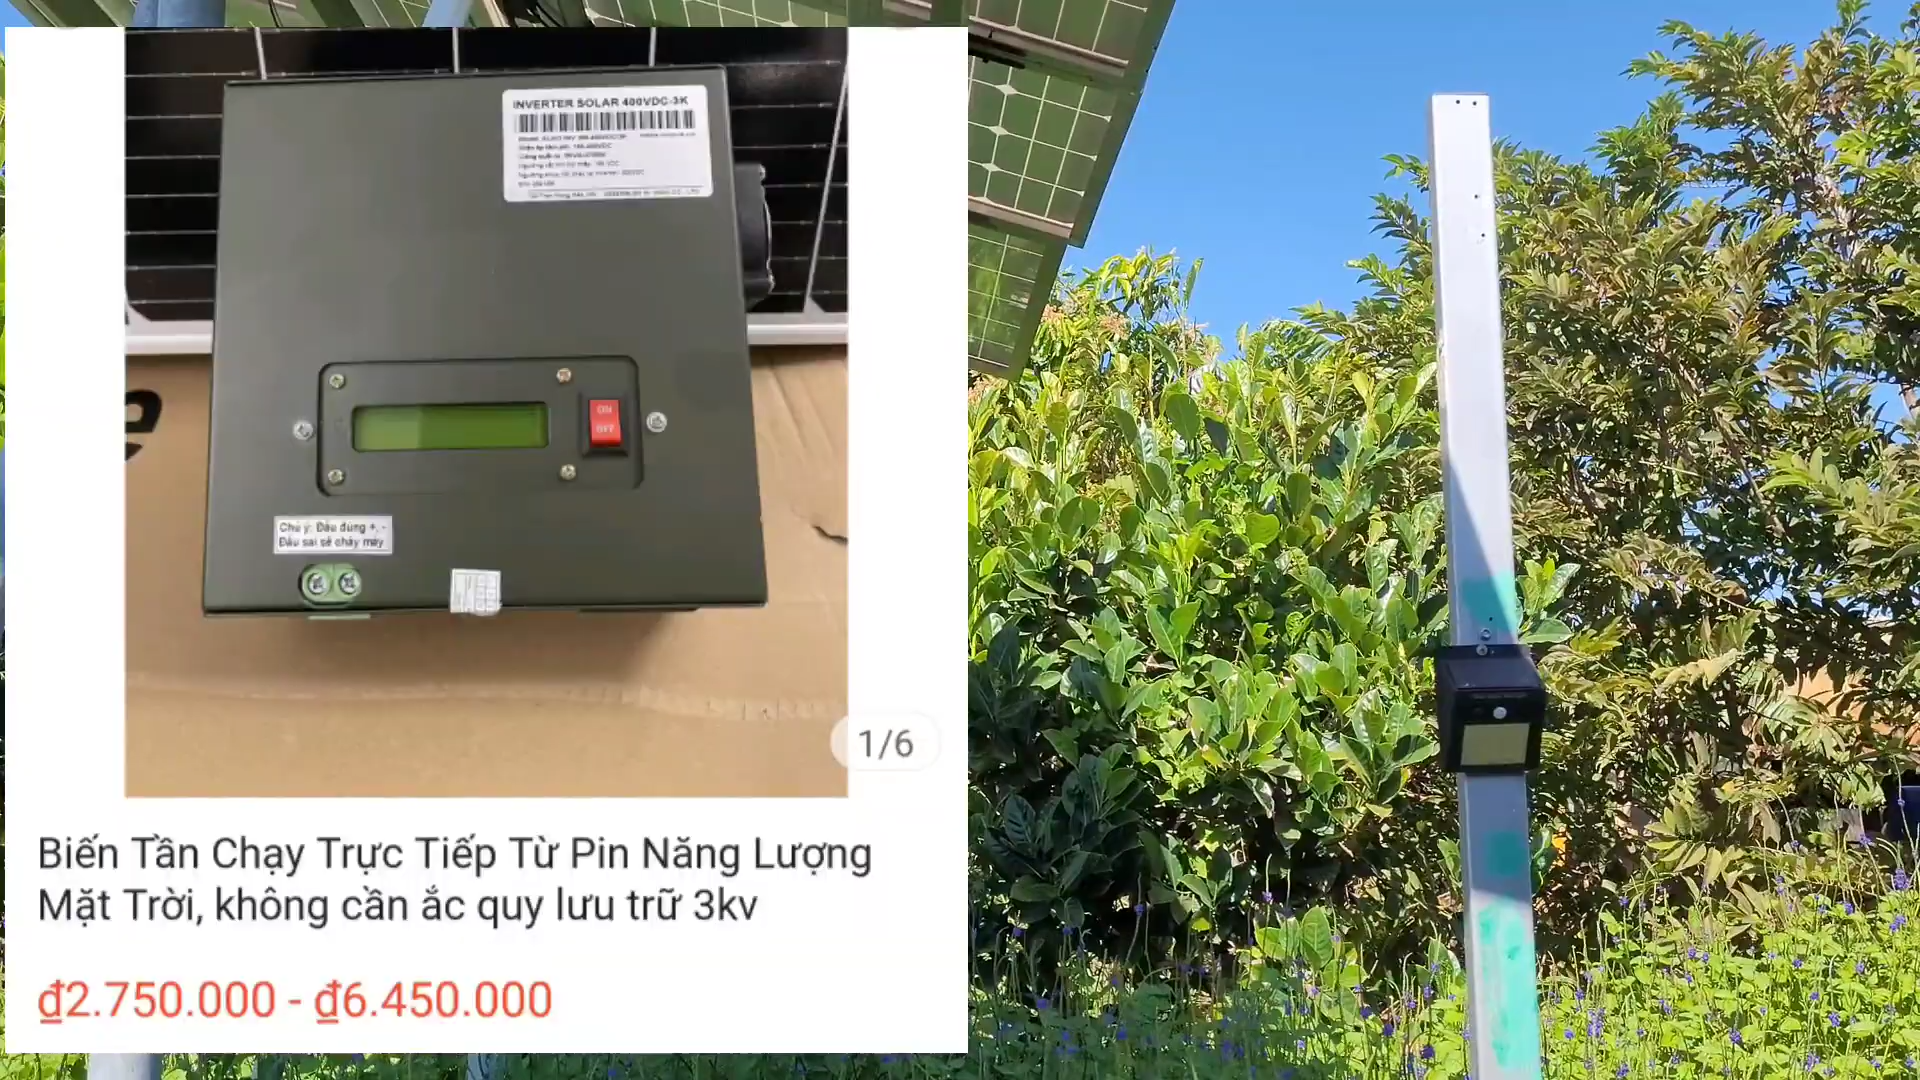 INVERTER SOLAR 400VDC-3K
ON
OFF
Chú ý: Đấu đúng +, -
Đấu sai sẽ cháy máy
1/6
Biến Tần Chạy Trực Tiếp Từ Pin Năng Lượng
Mặt Trời, không cần ắc quy lưu trữ 3kv
₫2.750.000 - ₫6.450.000